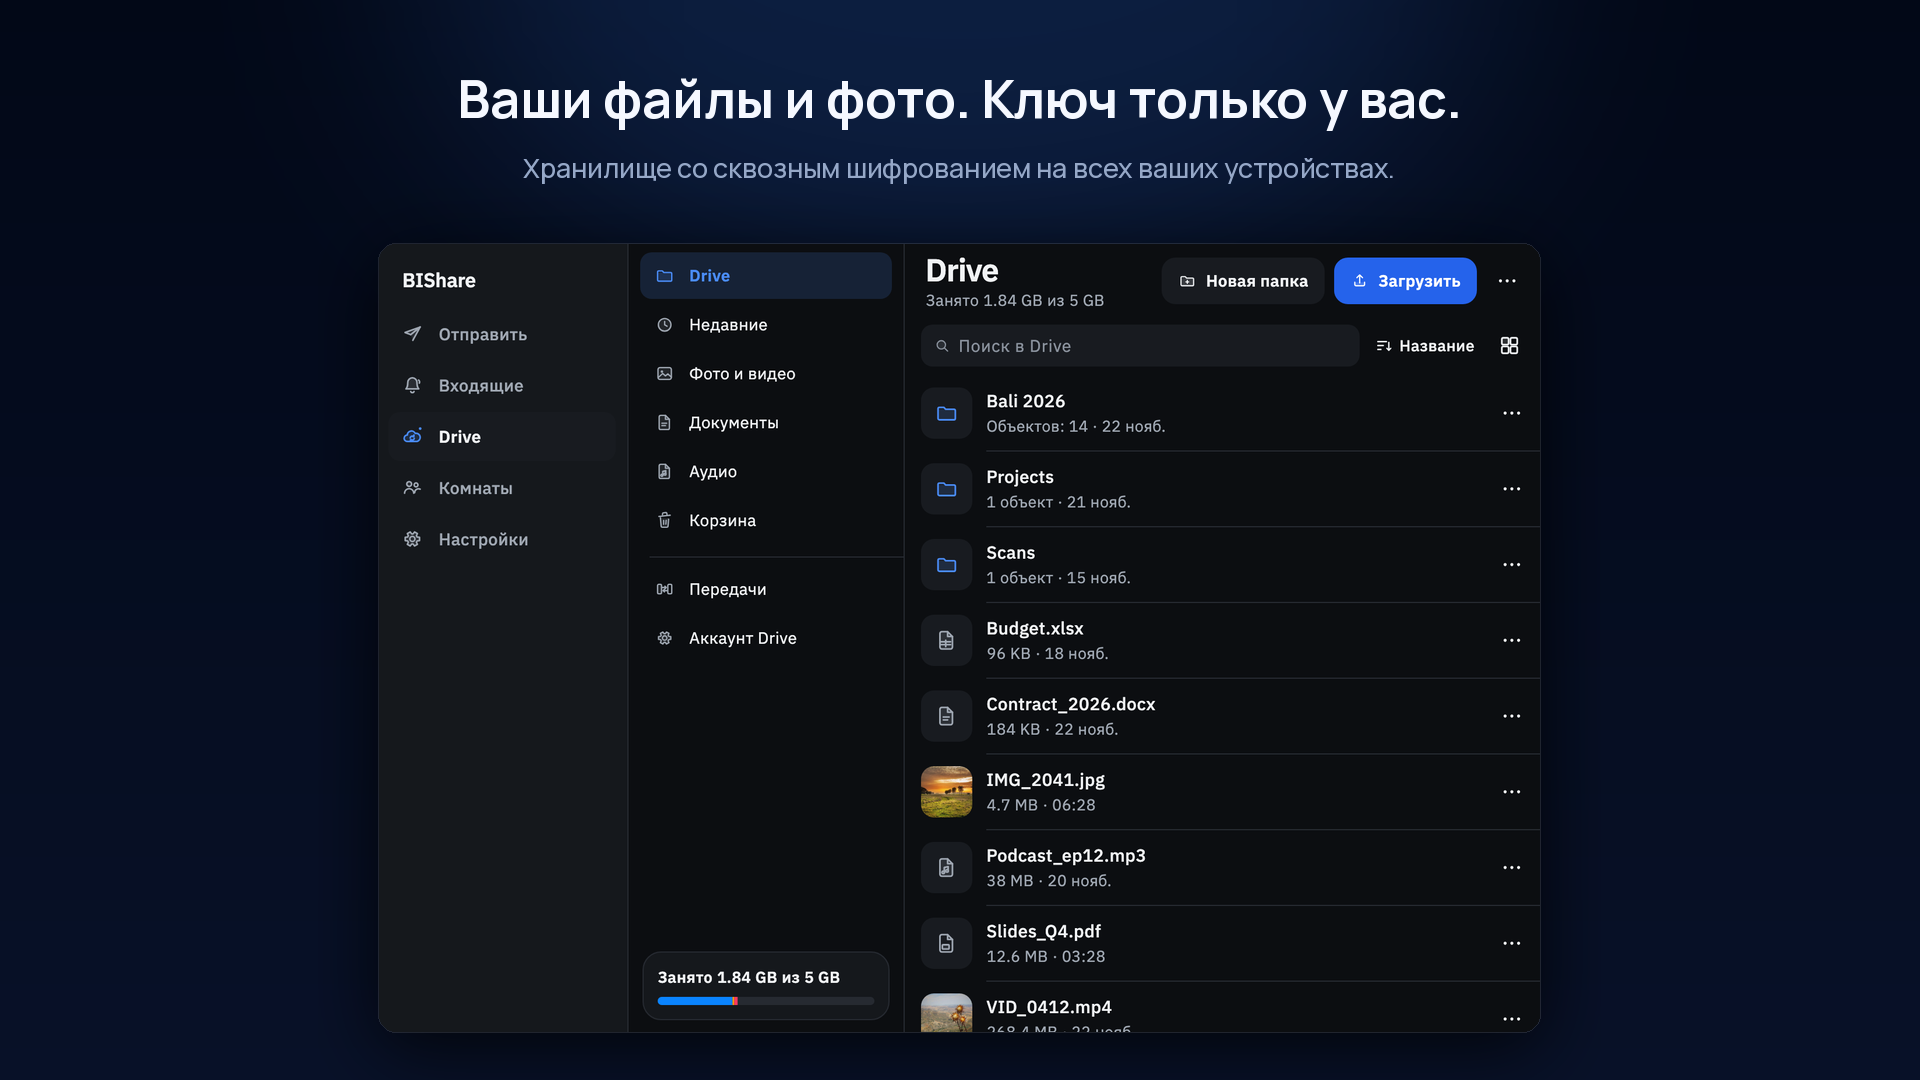 Ваши файлы и фото. Ключ только у вас.
Хранилище со сквозным шифрованием на всех ваших устройствах.
BIShare
Отправить
Входящие
Drive
Комнаты
Настройки
Drive
Недавние
Фото и видео
Документы
Аудио
Корзина
Передачи
Аккаунт Drive
Занято 1.84 GB из 5 GB
Drive
Занято 1.84 GB из 5 GB
Новая папка
Загрузить
Поиск в Drive
Название
Bali 2026
Объектов: 14 · 22 нояб.
Projects
1 объект · 21 нояб.
Scans
1 объект · 15 нояб.
Budget.xlsx
96 KB · 18 нояб.
Contract_2026.docx
184 KB · 22 нояб.
IMG_2041.jpg
4.7 MB · 06:28
Podcast_ep12.mp3
38 MB · 20 нояб.
Slides_Q4.pdf
12.6 MB · 03:28
VID_0412.mp4
268.4 MB · 22 нояб.